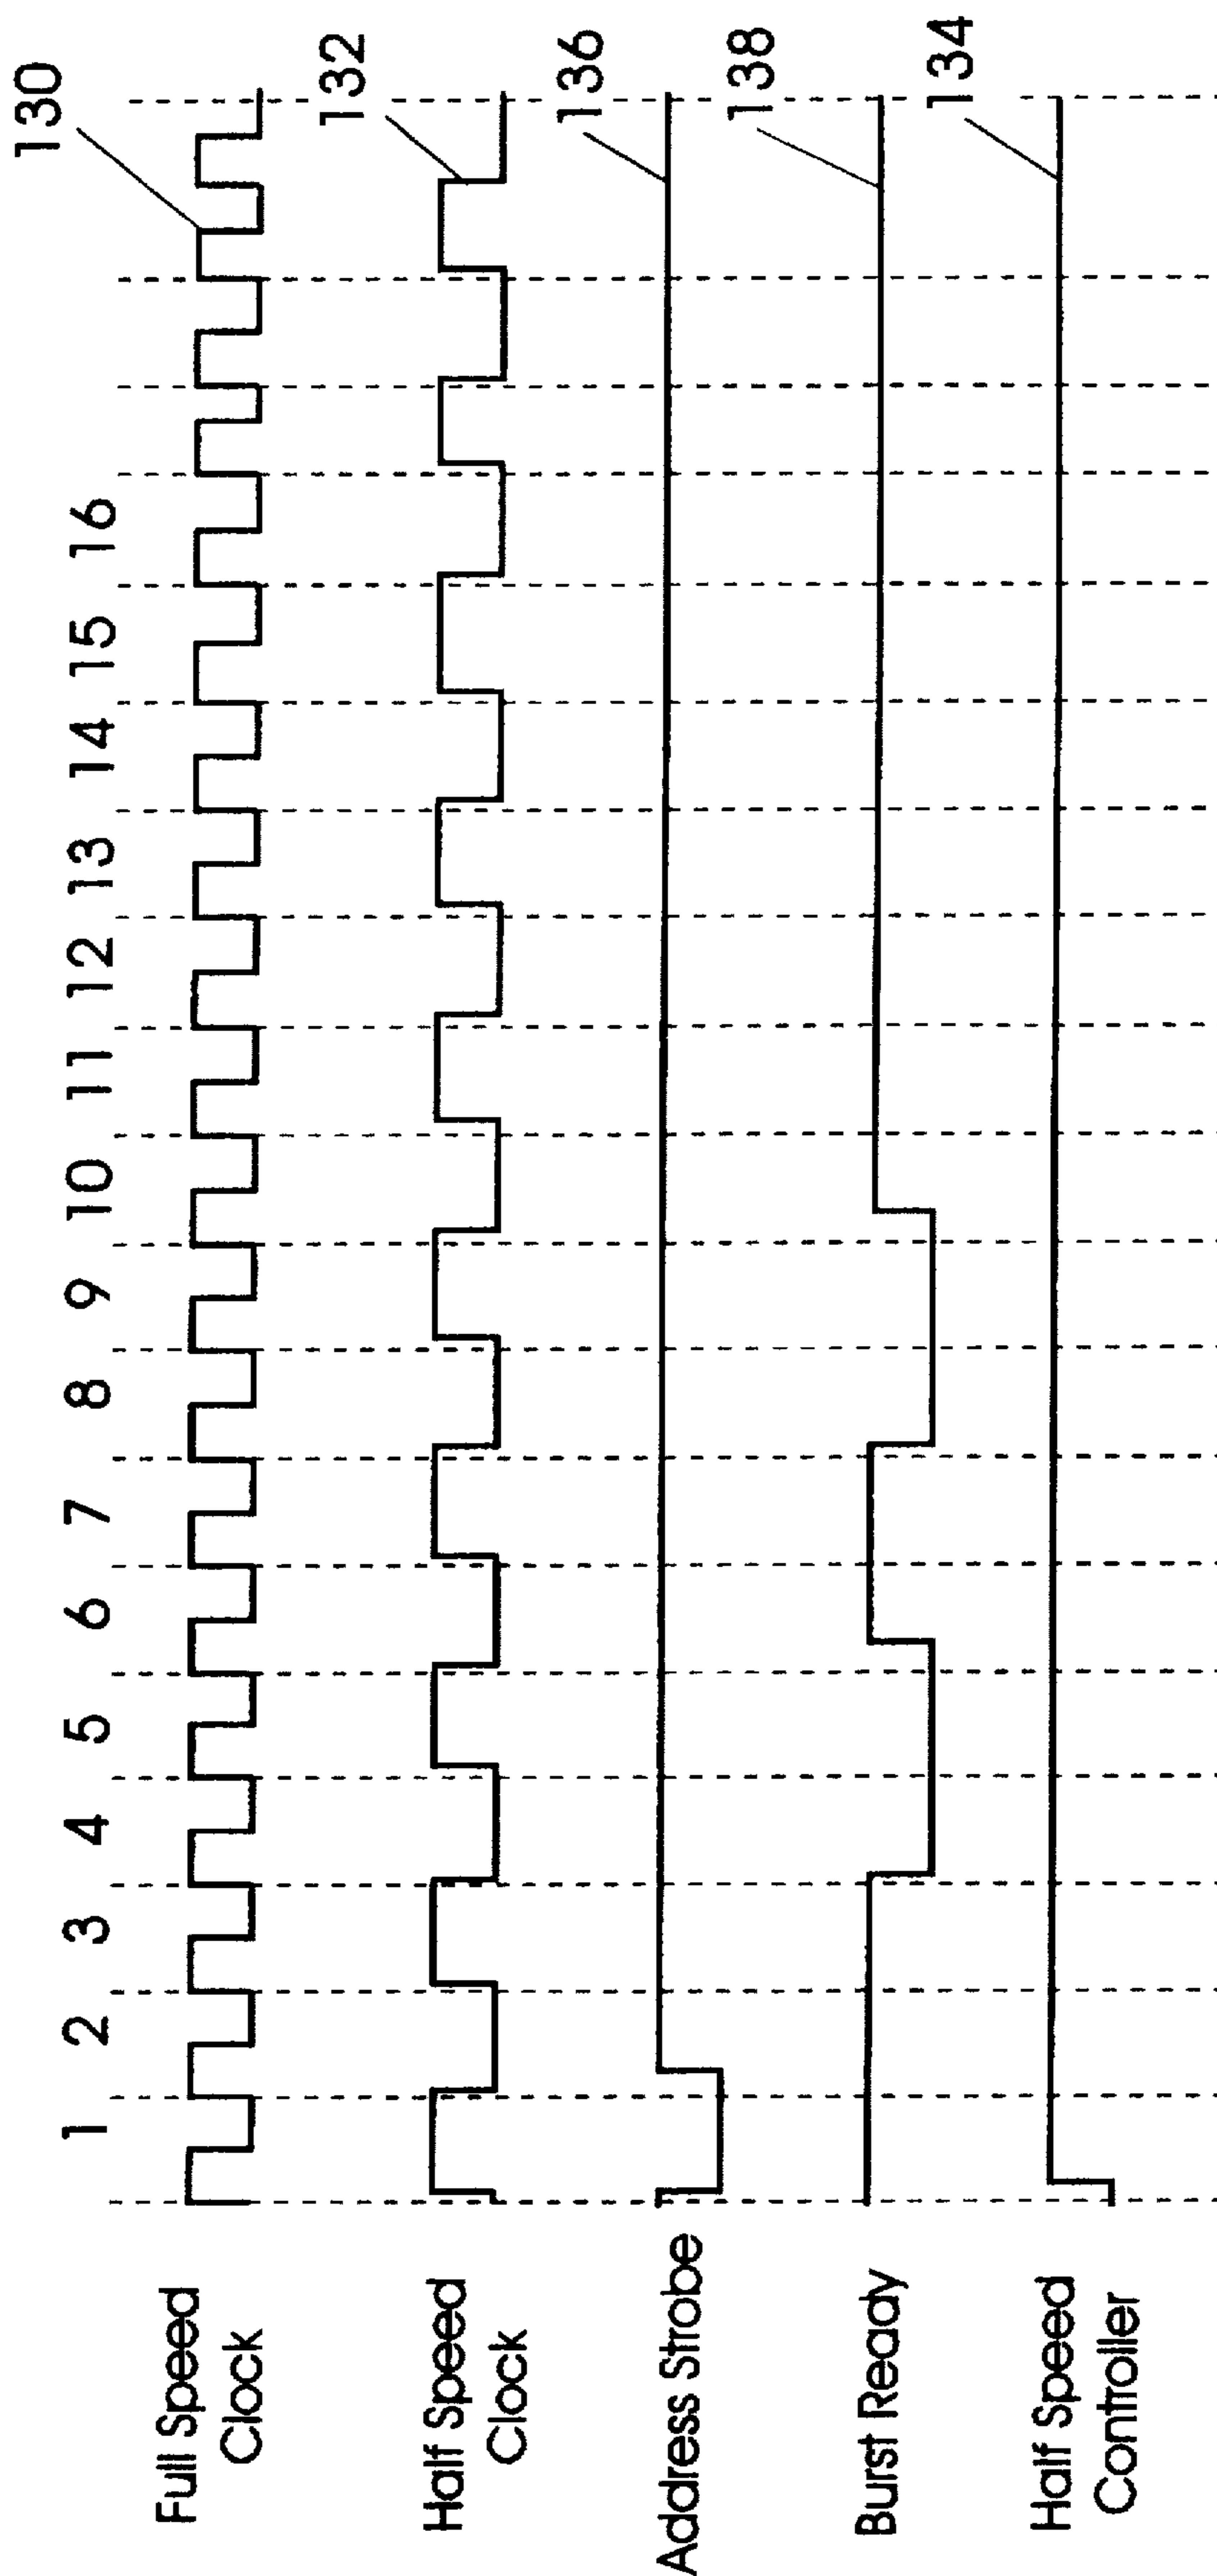 1 2 3 4 5 6 7 8 9 10 11 12 13 14 15 16
130
Full Speed
Clock
132
Half Speed
Clock
136
Address Strobe
138
Burst Ready
134
Half Speed
Controller